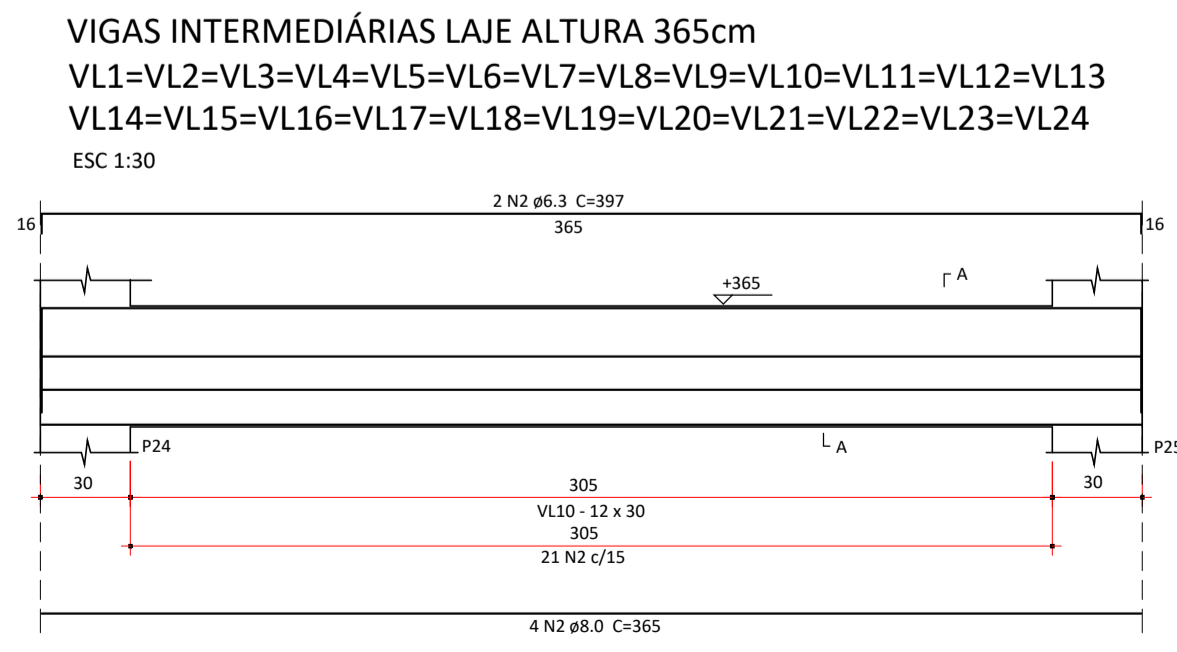 VIGAS INTERMEDIÁRIAS LAJE ALTURA 365cm
VL1=VL2=VL3=VL4=VL5=VL6=VL7=VL8=VL9=VL10=VL11=VL12=VL13
VL14=VL15=VL16=VL17=VL18=VL19=VL20=VL21=VL22=VL23=VL24
ESC 1:30
2 N2 ø6.3 C=397
16
365
16
+365
A
P24
A
P25
30
305
30
VL10 - 12 x 30
305
21 N2 c/15
4 N2 ø8.0 C=365